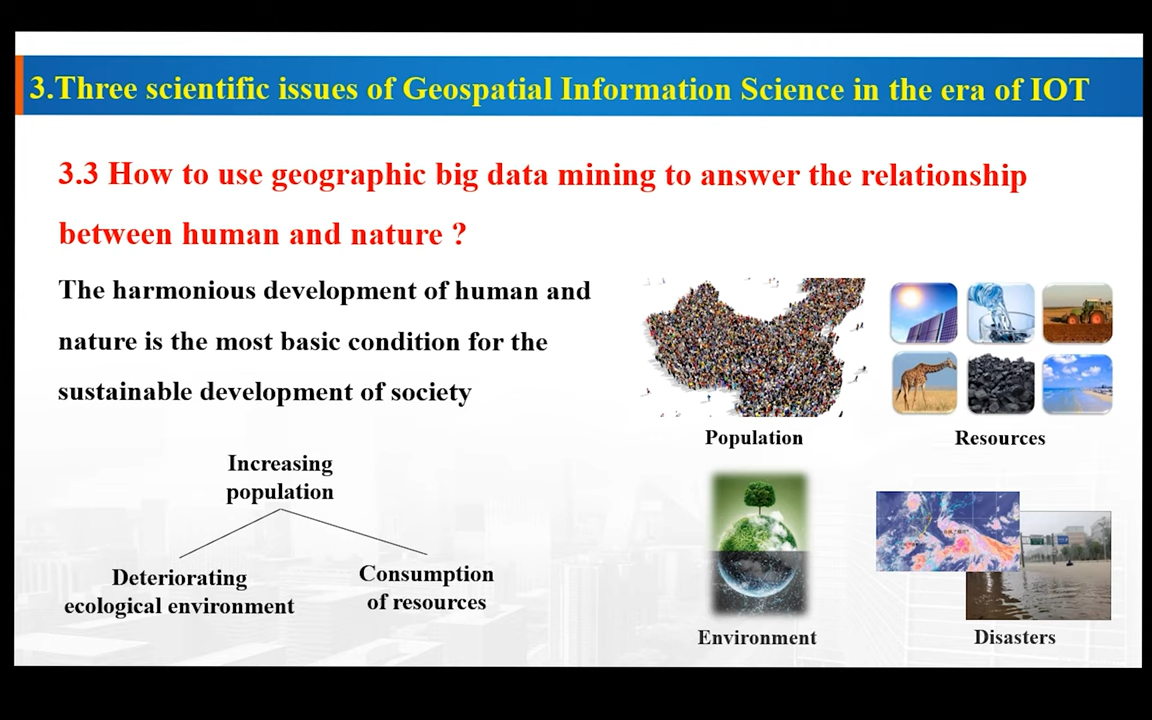 3.Three scientific issues of Geospatial Information Science in the era of IOT
3.3 How to use geographic big data mining to answer the relationship
between human and nature ?
The harmonious development of human and
nature is the most basic condition for the
sustainable development of society
Increasing
population
Deteriorating
ecological environment
Consumption
of resources
Population
Resources
Environment
Disasters